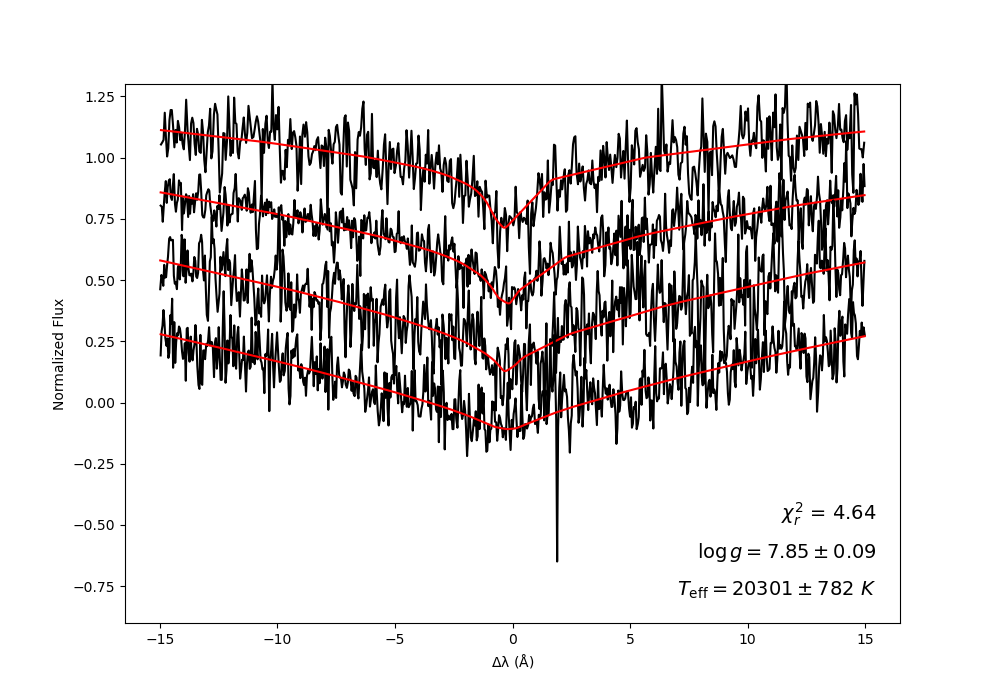 1.25
1.00
0.75
0.50
0.25
0.00
−0.25
−0.50
−0.75
Normalized Flux
χ²ᵣ = 4.64
log g = 7.85 ± 0.09
T_eff = 20301 ± 782 K
−15 −10 −5 0 5 10 15
Δλ (Å)